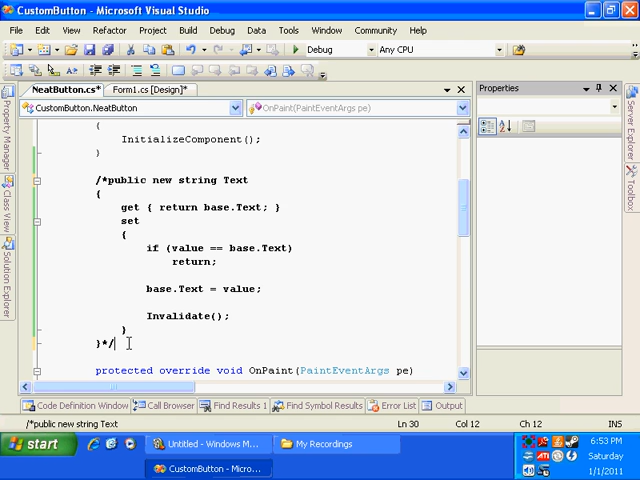 CustomButton - Microsoft Visual Studio
File Edit View Refactor Project Build Debug Data Tools Test Window Community Help
Debug Any CPU
NeatButton.cs* Form1.cs [Design]*
CustomButton.NeatButton OnPaint(PaintEventArgs pe)
{
InitializeComponent();
}
/*public new string Text
{
get { return base.Text; }
set
{
if (value == base.Text)
return;
base.Text = value;
Invalidate();
}
}*/
protected override void OnPaint(PaintEventArgs pe)
Property Manager
Class View
Solution Explorer
Properties
Server Explorer
Toolbox
Code Definition Window Call Browser Find Results 1 Find Symbol Results Error List Output
/*public new string Text Ln 30 Col 12 Ch 12 INS
start Untitled - Windows M... My Recordings
CustomButton - Micro...
6:53 PM
Saturday
1/1/2011